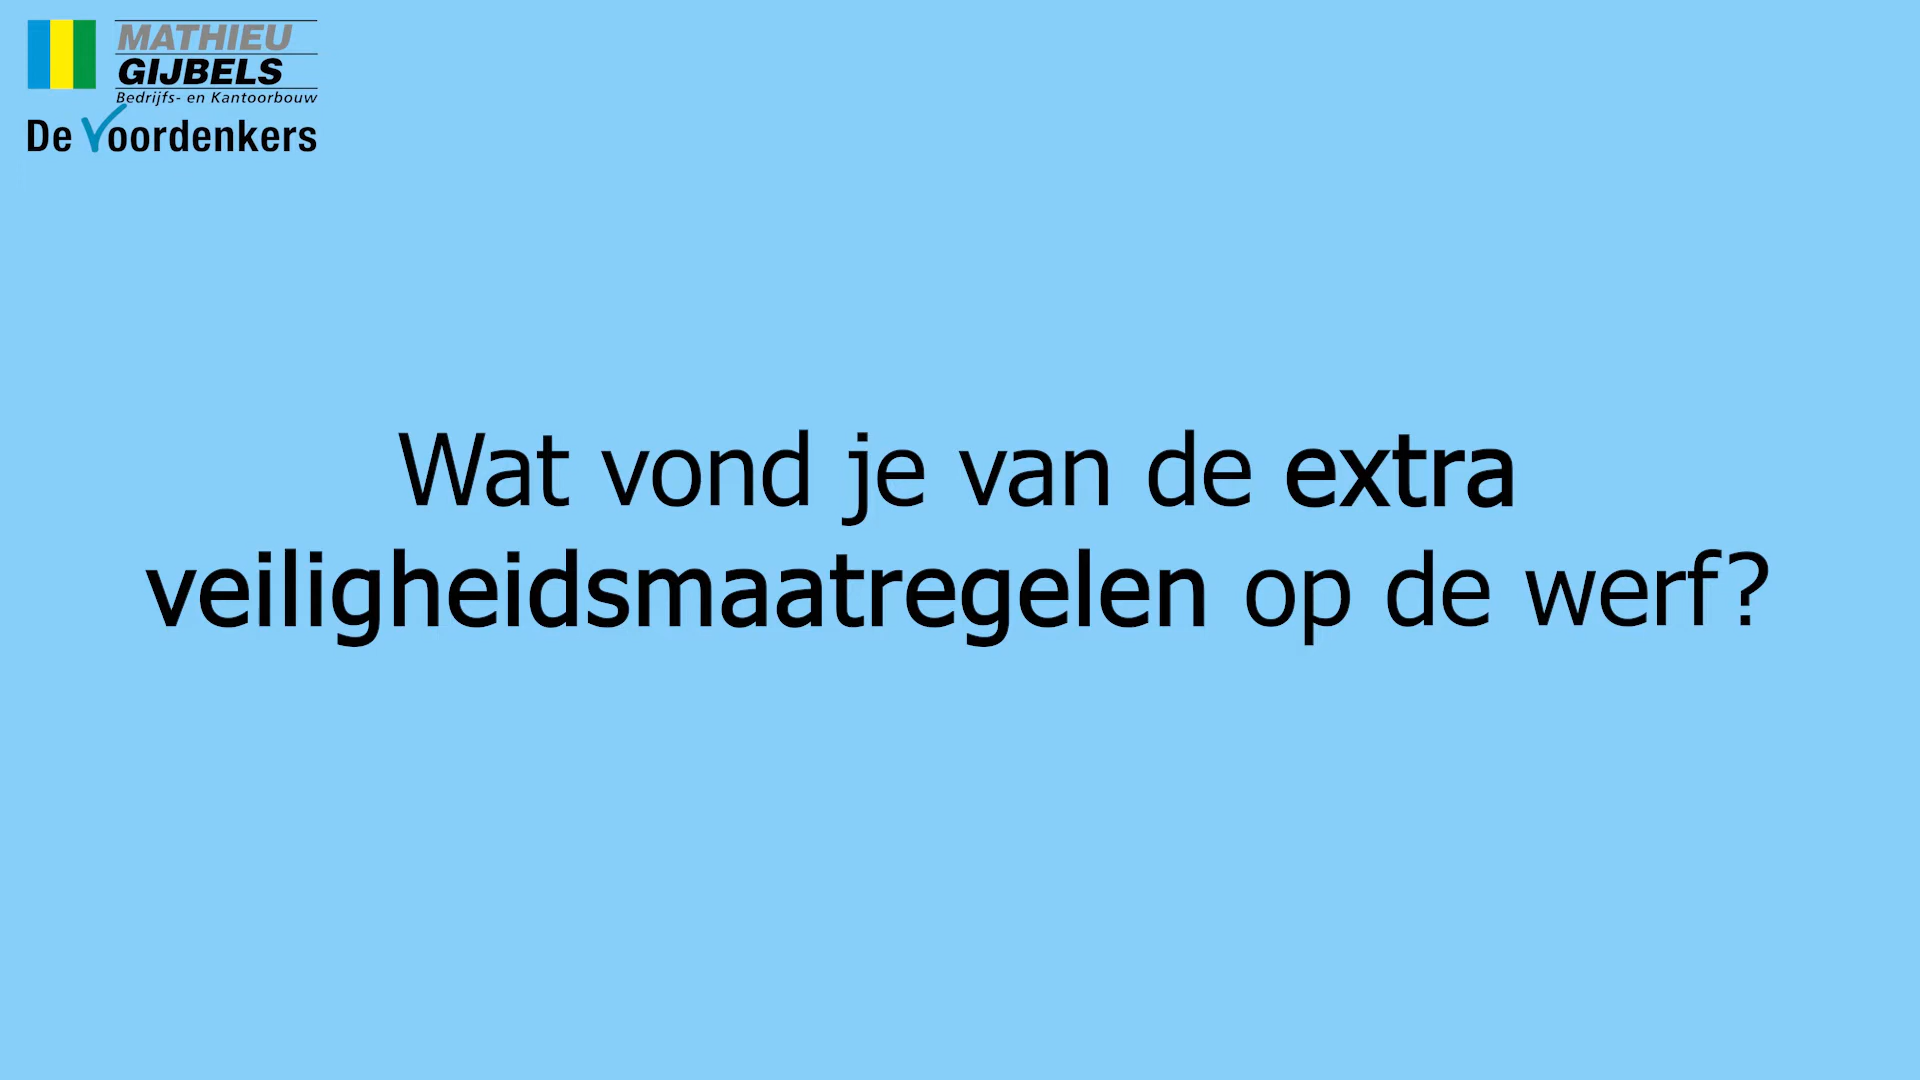 MATHIEU
GIJBELS
Bedrijfs- en Kantoorbouw
De Voordenkers
Wat vond je van de extra
veiligheidsmaatregelen op de werf?